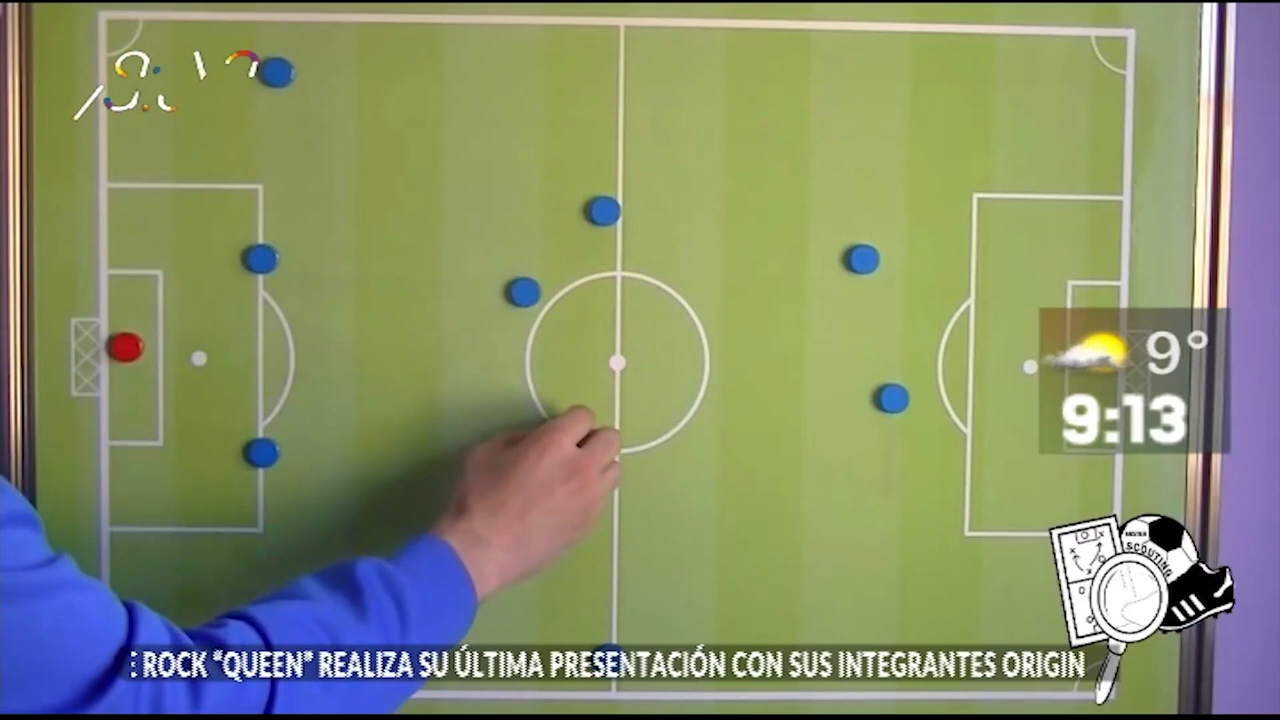 9°
9:13
SCOUTING
E ROCK “QUEEN” REALIZA SU ÚLTIMA PRESENTACIÓN CON SUS INTEGRANTES ORIGIN